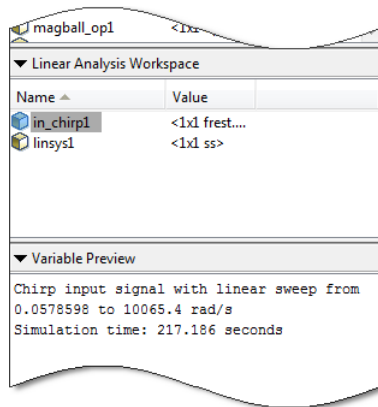 magball_op1 <1x1
Linear Analysis Workspace
Name Value
in_chirp1 <1x1 frest....
linsys1 <1x1 ss>
Variable Preview
Chirp input signal with linear sweep from
0.0578598 to 10065.4 rad/s
Simulation time: 217.186 seconds